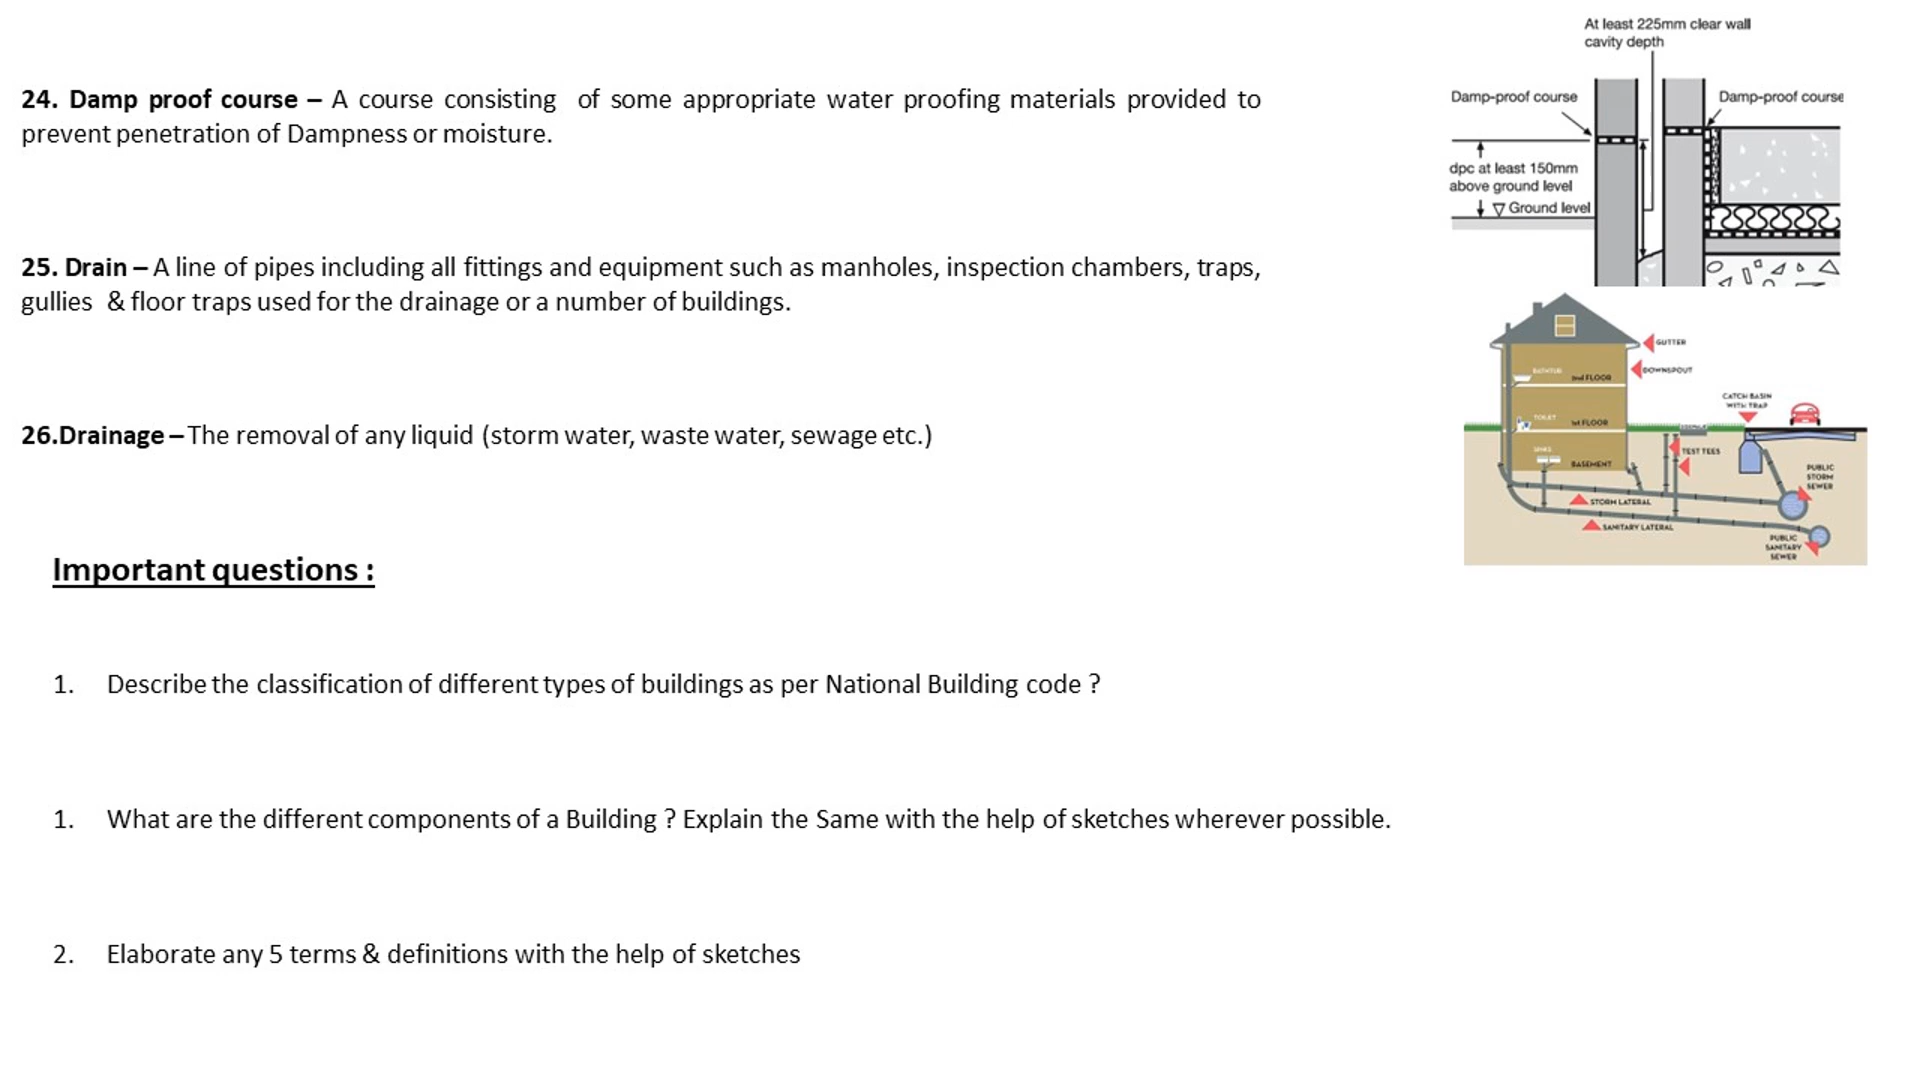 At least 225mm clear wall
cavity depth
24. Damp proof course – A course consisting of some appropriate water proofing materials provided to
prevent penetration of Dampness or moisture.
Damp-proof course
Damp-proof course
dpc at least 150mm
above ground level
Ground level
25. Drain – A line of pipes including all fittings and equipment such as manholes, inspection chambers, traps,
gullies & floor traps used for the drainage or a number of buildings.
GUTTER
DOWNSPOUT
BATHTUB
2nd FLOOR
CATCH BASIN
WITH TRAP
TOILET
1st FLOOR
26.Drainage – The removal of any liquid (storm water, waste water, sewage etc.)
TEST TEES
BASEMENT
PUBLIC
STORM
SEWER
STORM LATERAL
SANITARY LATERAL
PUBLIC
SANITARY
SEWER
Important questions :
1. Describe the classification of different types of buildings as per National Building code ?
1. What are the different components of a Building ? Explain the Same with the help of sketches wherever possible.
2. Elaborate any 5 terms & definitions with the help of sketches